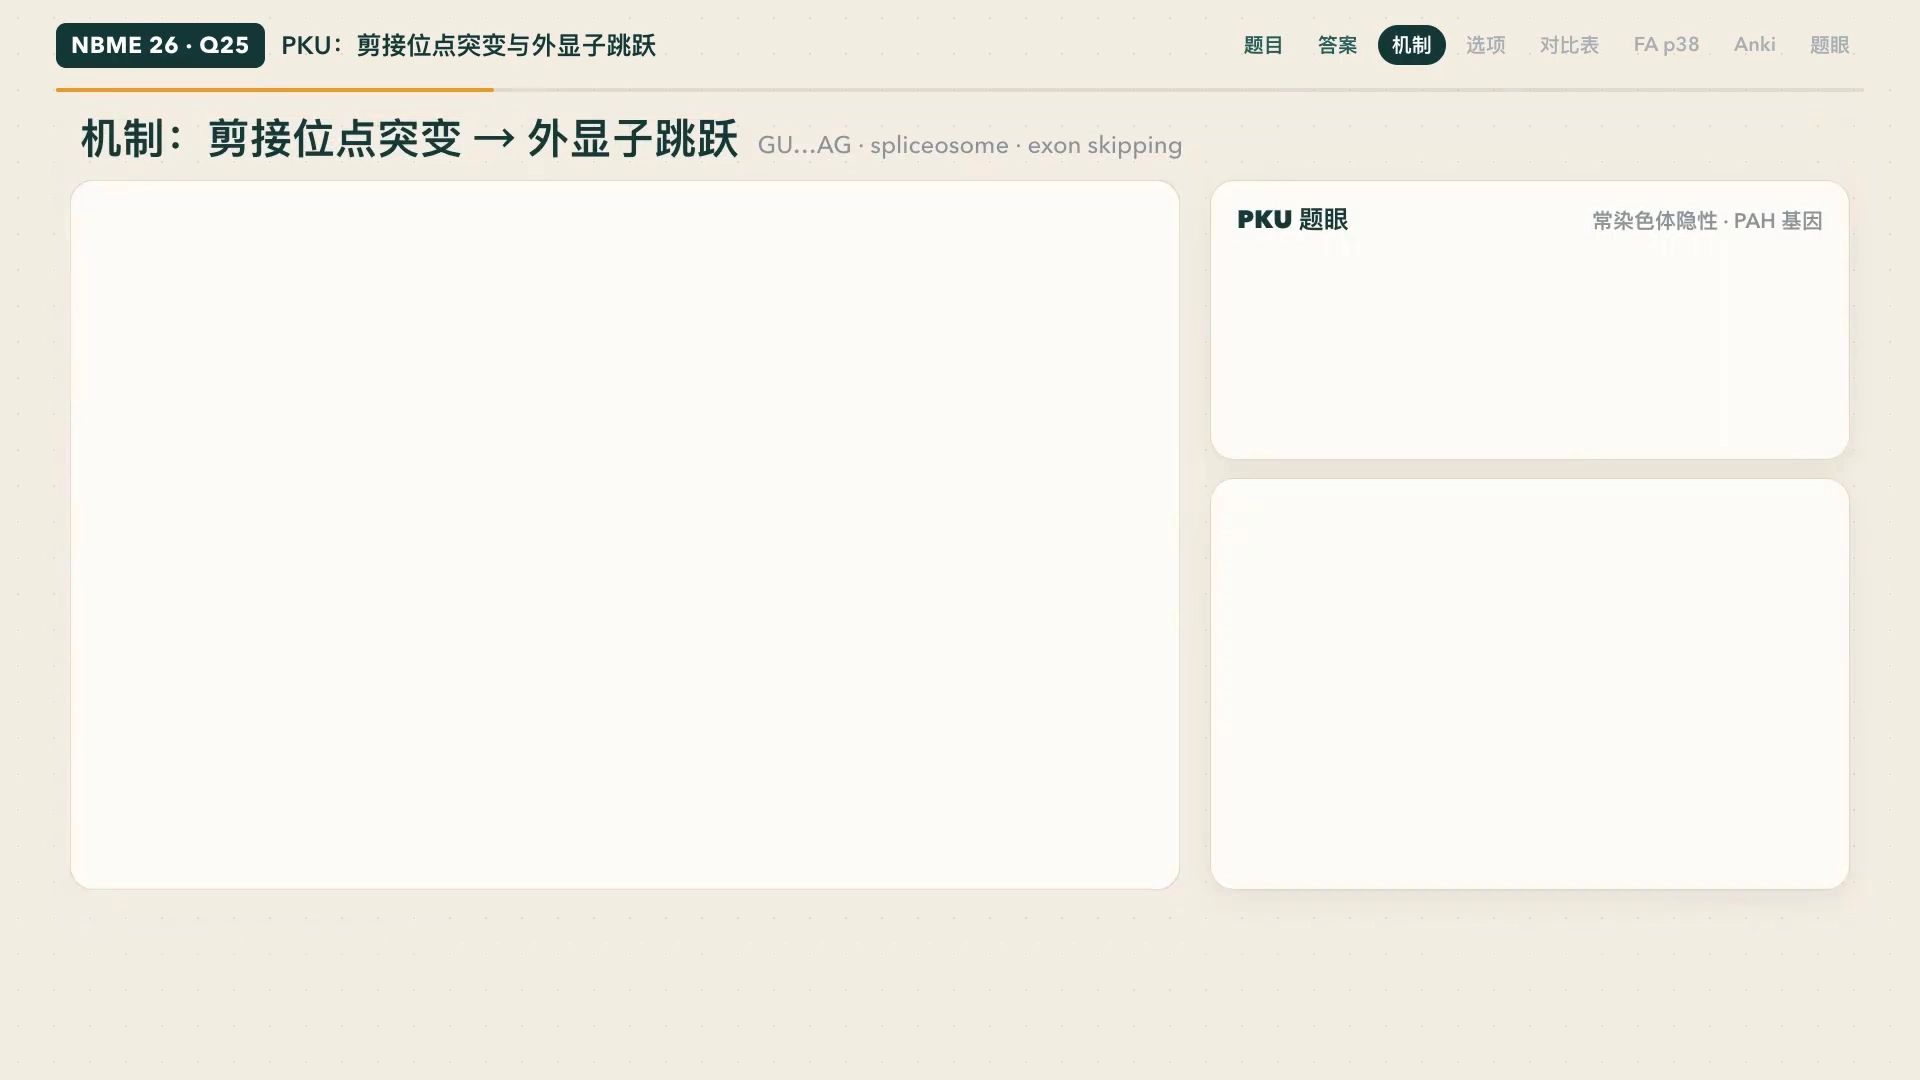 NBME 26 · Q25 PKU：剪接位点突变与外显子跳跃 题目 答案 机制 选项 对比表 FA p38 Anki 题眼
机制：剪接位点突变 → 外显子跳跃 GU…AG · spliceosome · exon skipping
PKU 题眼 常染色体隐性 · PAH 基因